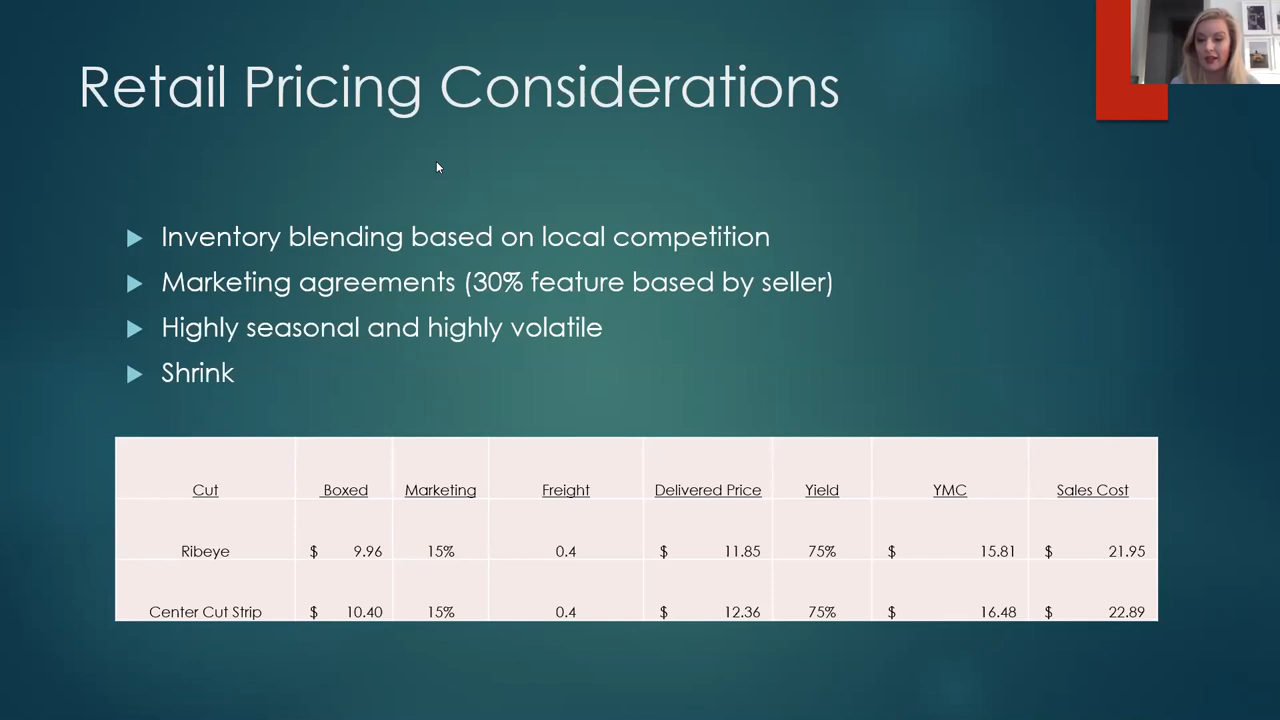 Retail Pricing Considerations
Inventory blending based on local competition
Marketing agreements (30% feature based by seller)
Highly seasonal and highly volatile
Shrink
Cut Boxed Marketing Freight Delivered Price Yield YMC Sales Cost
Ribeye $ 9.96 15% 0.4 $ 11.85 75% $ 15.81 $ 21.95
Center Cut Strip $ 10.40 15% 0.4 $ 12.36 75% $ 16.48 $ 22.89